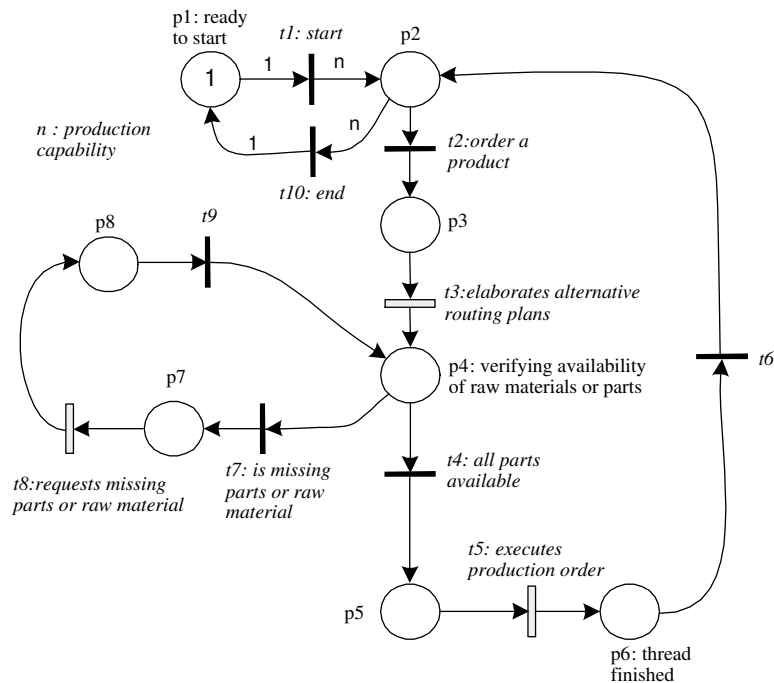 p1: ready
to start
t1: start
p2
1
1
n
n : production
capability
1
n
t10: end
t2:order a
product
p8
t9
p3
t3:elaborates alternative
routing plans
p7
p4: verifying availability
of raw materials or parts
t6
t8:requests missing
parts or raw material
t7: is missing
parts or raw
material
t4: all parts
available
t5: executes
production order
p5
p6: thread
finished